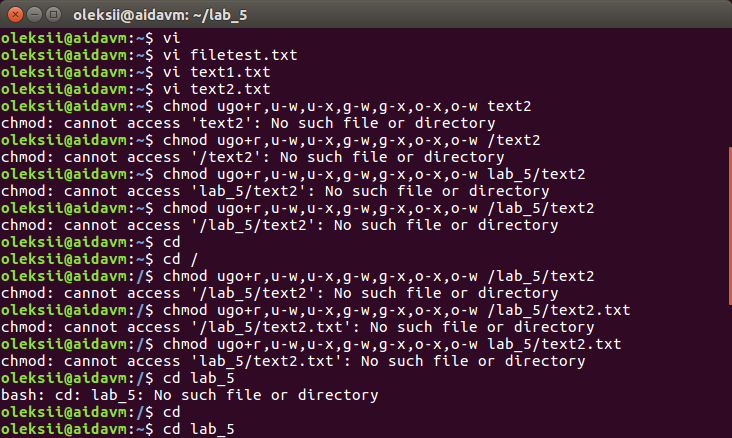 oleksii@aidavm: ~/lab_5
oleksii@aidavm:~$ vi
oleksii@aidavm:~$ vi filetest.txt
oleksii@aidavm:~$ vi text1.txt
oleksii@aidavm:~$ vi text2.txt
oleksii@aidavm:~$ chmod ugo+r,u-w,u-x,g-w,g-x,o-x,o-w text2
chmod: cannot access 'text2': No such file or directory
oleksii@aidavm:~$ chmod ugo+r,u-w,u-x,g-w,g-x,o-x,o-w /text2
chmod: cannot access '/text2': No such file or directory
oleksii@aidavm:~$ chmod ugo+r,u-w,u-x,g-w,g-x,o-x,o-w lab_5/text2
chmod: cannot access 'lab_5/text2': No such file or directory
oleksii@aidavm:~$ chmod ugo+r,u-w,u-x,g-w,g-x,o-x,o-w /lab_5/text2
chmod: cannot access '/lab_5/text2': No such file or directory
oleksii@aidavm:~$ cd
oleksii@aidavm:~$ cd /
oleksii@aidavm:/$ chmod ugo+r,u-w,u-x,g-w,g-x,o-x,o-w /lab_5/text2
chmod: cannot access '/lab_5/text2': No such file or directory
oleksii@aidavm:/$ chmod ugo+r,u-w,u-x,g-w,g-x,o-x,o-w /lab_5/text2.txt
chmod: cannot access '/lab_5/text2.txt': No such file or directory
oleksii@aidavm:/$ chmod ugo+r,u-w,u-x,g-w,g-x,o-x,o-w lab_5/text2.txt
chmod: cannot access 'lab_5/text2.txt': No such file or directory
oleksii@aidavm:/$ cd lab_5
bash: cd: lab_5: No such file or directory
oleksii@aidavm:/$ cd
oleksii@aidavm:~$ cd lab_5